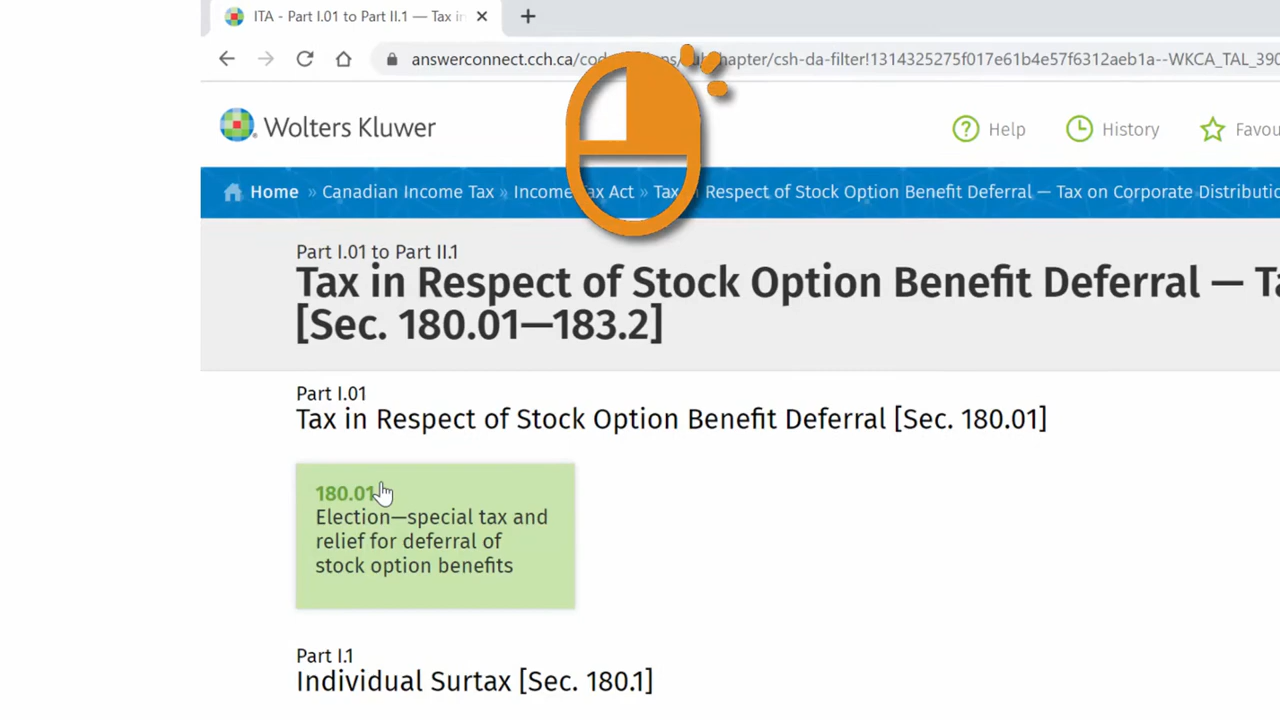 ITA - Part I.01 to Part II.1 — Tax in
answerconnect.cch.ca/ hapter/csh-da-filter!1314325275f017e61b4e57f6312aeb1a--WKCA_TAL_390
Wolters Kluwer
Help
History
Favou
Home » Canadian Income Tax » Income Tax Act » Tax in Respect of Stock Option Benefit Deferral — Tax on Corporate Distributio
Part I.01 to Part II.1
Tax in Respect of Stock Option Benefit Deferral — Ta
[Sec. 180.01—183.2]
Part I.01
Tax in Respect of Stock Option Benefit Deferral [Sec. 180.01]
180.01
Election—special tax and
relief for deferral of
stock option benefits
Part I.1
Individual Surtax [Sec. 180.1]